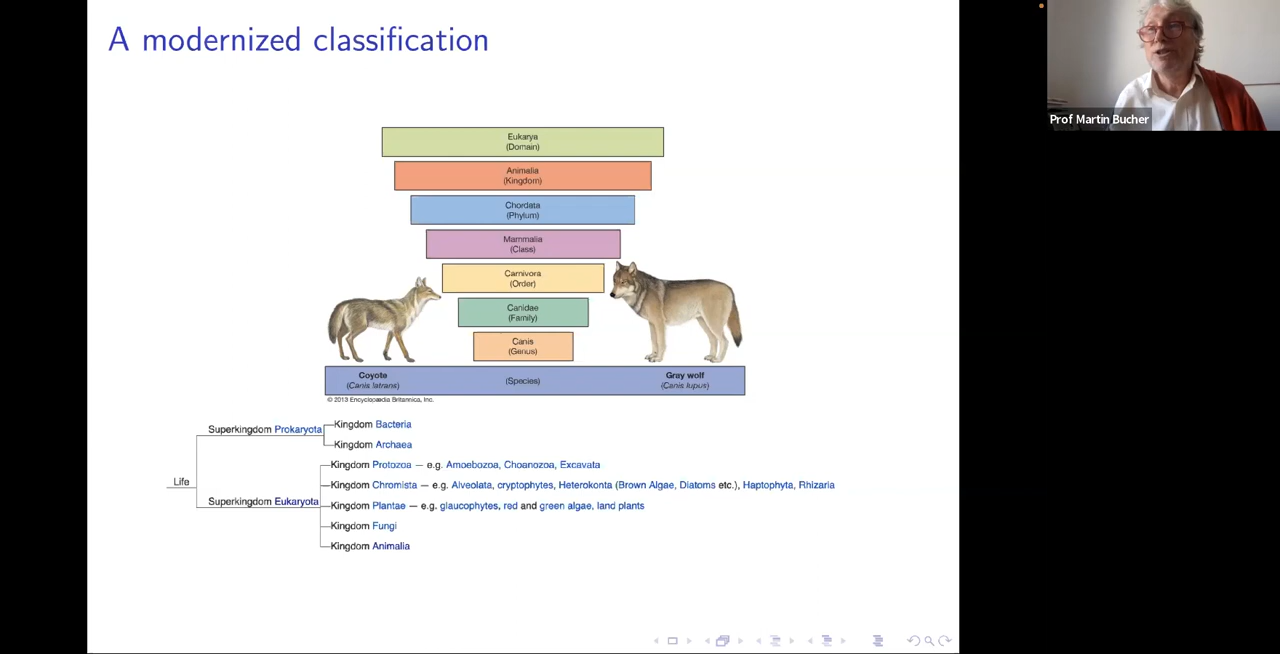 A modernized classification
Prof Martin Bucher
Eukarya
(Domain)
Animalia
(Kingdom)
Chordata
(Phylum)
Mammalia
(Class)
Carnivora
(Order)
Canidae
(Family)
Canis
(Genus)
Coyote
(Canis latrans)
(Species)
Gray wolf
(Canis lupus)
© 2013 Encyclopædia Britannica, Inc.
Life
Superkingdom Prokaryota
Kingdom Bacteria
Kingdom Archaea
Superkingdom Eukaryota
Kingdom Protozoa — e.g. Amoebozoa, Choanozoa, Excavata
Kingdom Chromista — e.g. Alveolata, cryptophytes, Heterokonta (Brown Algae, Diatoms etc.), Haptophyta, Rhizaria
Kingdom Plantae — e.g. glaucophytes, red and green algae, land plants
Kingdom Fungi
Kingdom Animalia